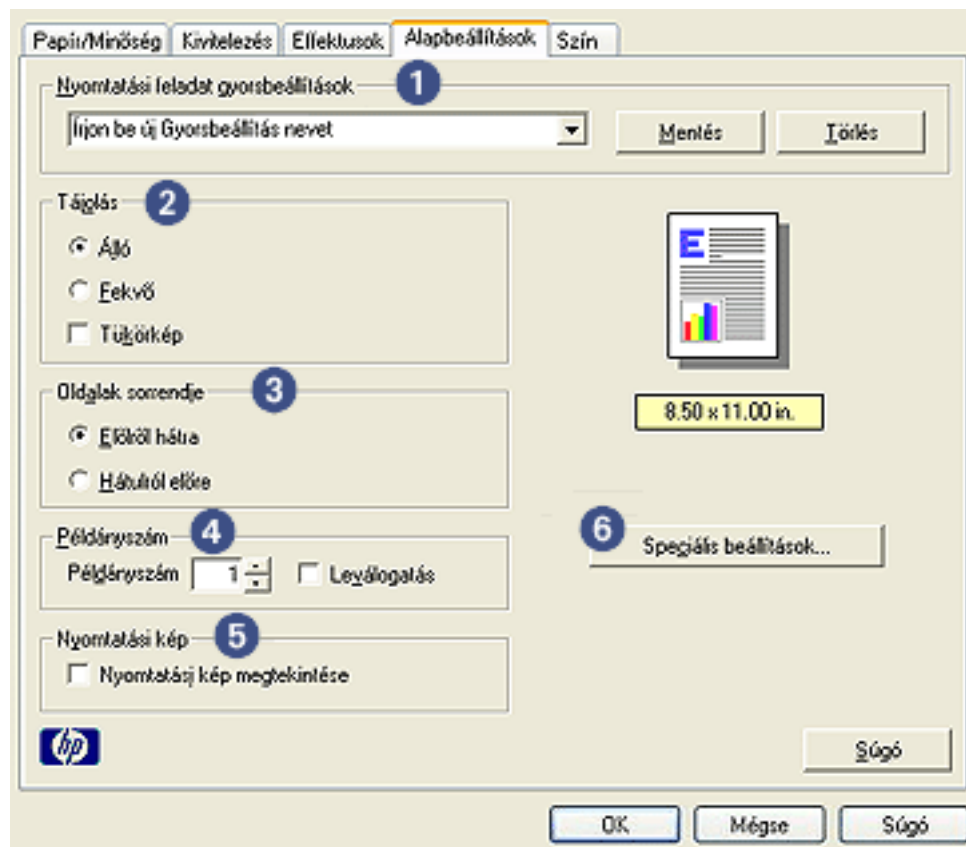 Papír/Minőség Kivitelezés Effektusok Alapbeállítások Szín
Nyomtatási feladat gyorsbeállítások 1
Írjon be új Gyorsbeállítás nevet Mentés Törlés
Tájolás 2
Álló
Fekvő
Tükörkép
E
Oldalak sorrendje 3
8.50 x 11.00 in.
Elölről hátra
Hátulról előre
Példányszám 4
6 Speciális beállítások...
Példányszám 1 Leválogatás
Nyomtatási kép 5
Nyomtatási kép megtekintése
hp
Súgó
OK Mégse Súgó